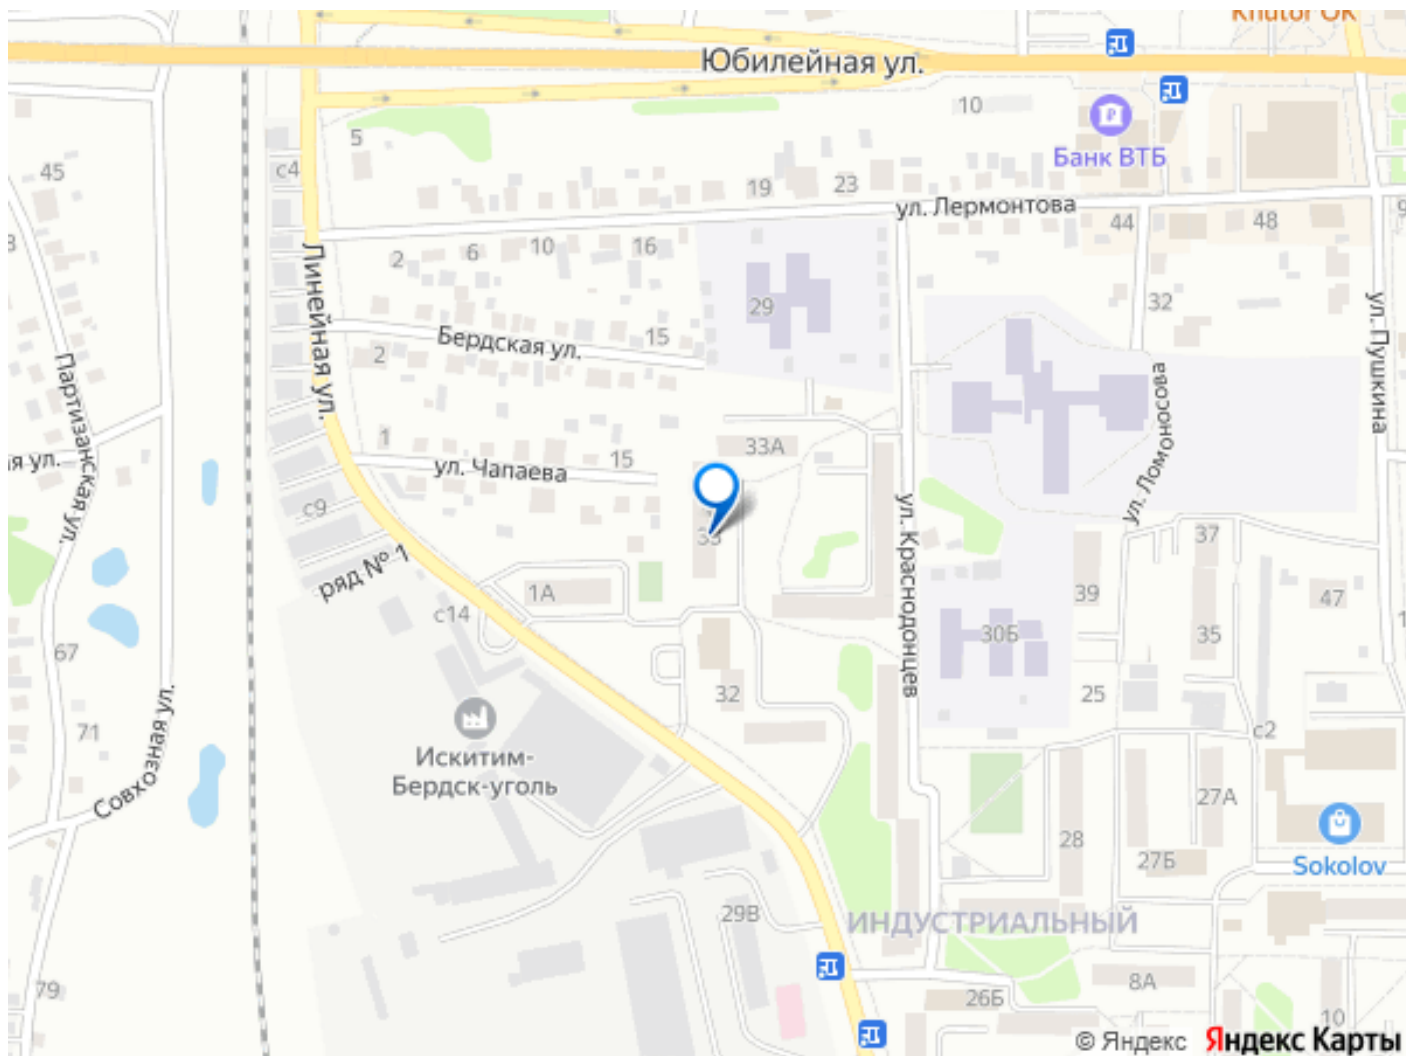 Khutor Ok
Юбилейная ул.
10
5
Банк ВТБ
45
с4
19
23
ул. Лермонтова
44
48
2
6
10
16
Линейная ул.
29
32
ул. Пушкина
Бердская ул.
15
2
Партизанская ул.
ул. Ломоносова
1
33А
ул. Чапаева
15
ул.
с9
ул. Краснодонцев
37
ряд № 1
1А
39
47
с14
30Б
35
67
32
25
71
с2
Искитим-
Бердск-уголь
Совхозная ул.
27А
28
27Б
Sokolov
29В
ИНДУСТРИАЛЬНЫЙ
79
8А
26Б
10
© Яндекс Яндекс Карты